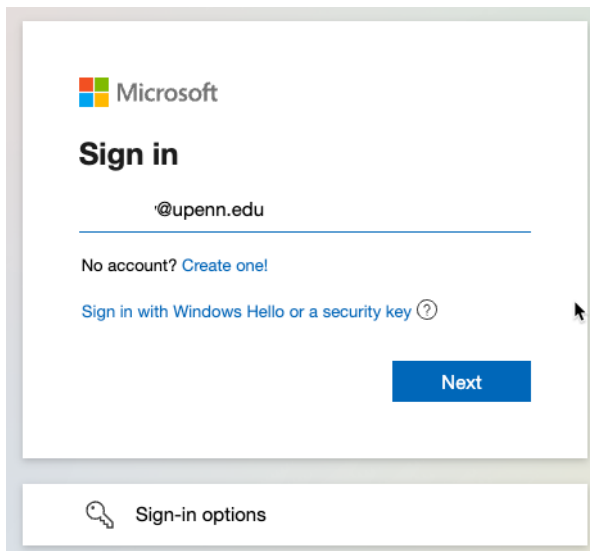 Microsoft
Sign in
@upenn.edu
No account? Create one!
Sign in with Windows Hello or a security key ?
Next
Sign-in options